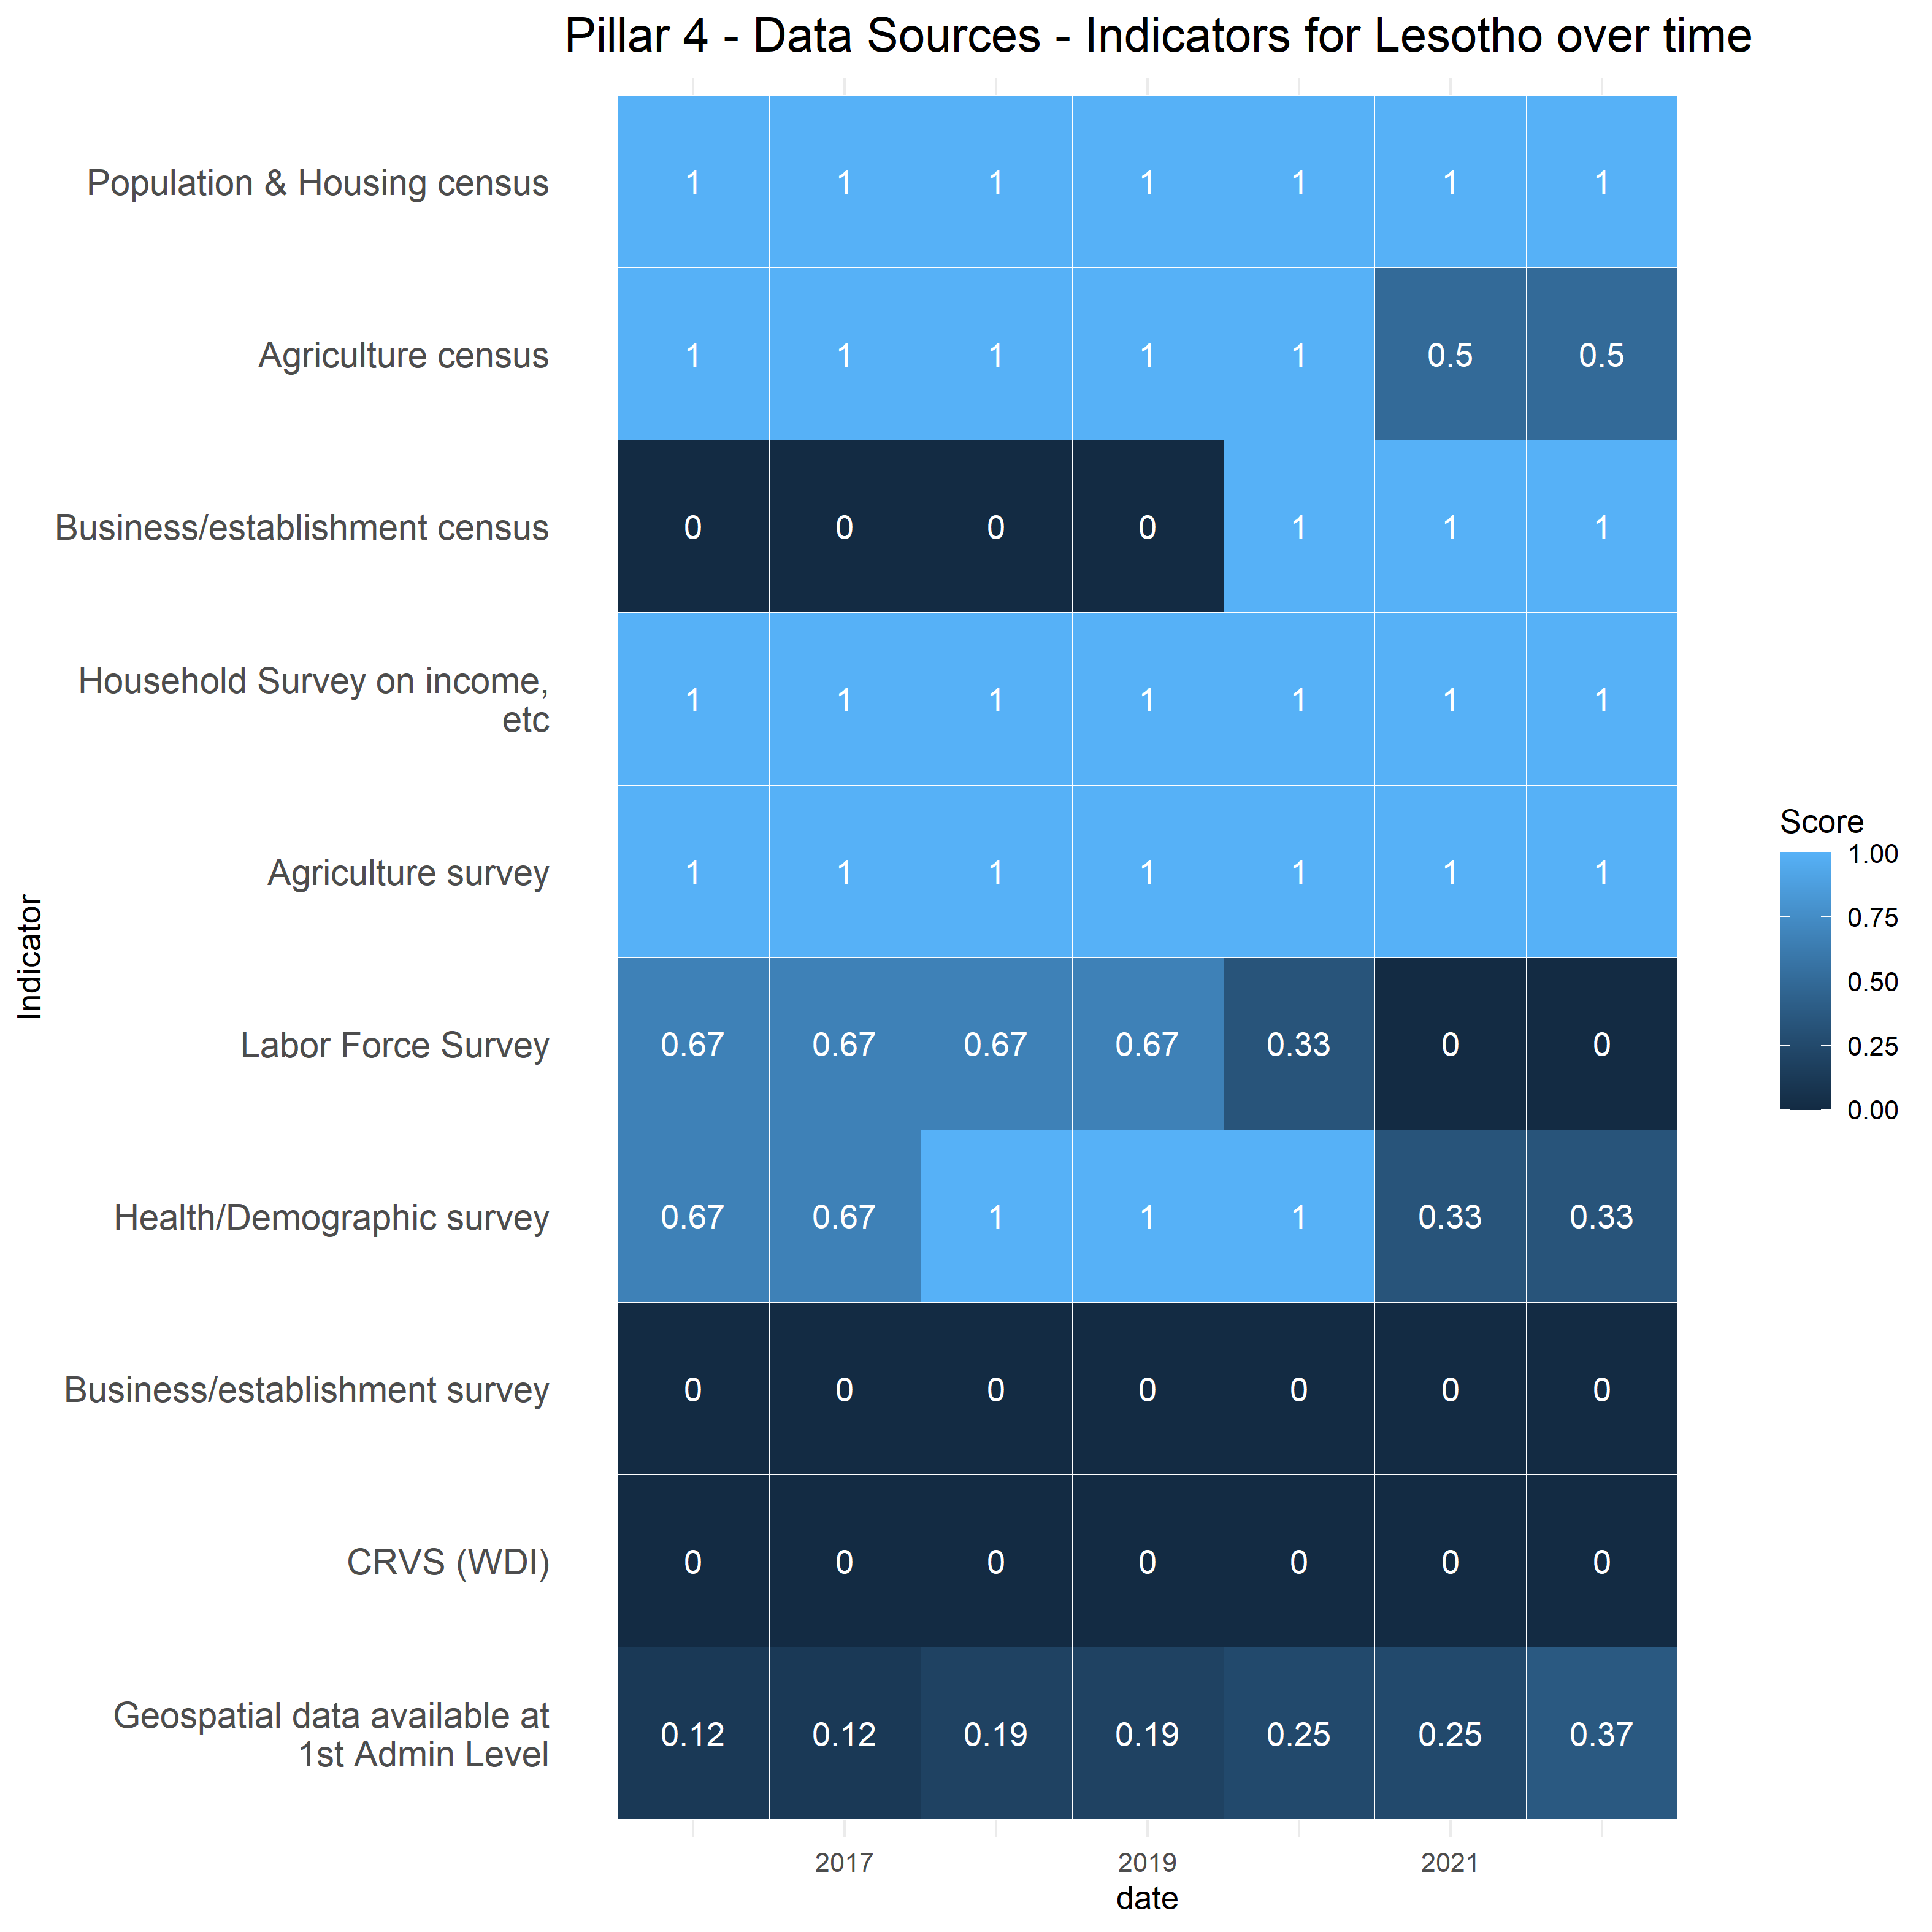 Pillar 4 - Data Sources - Indicators for Lesotho over time
Population & Housing census 1 1 1 1 1 1 1
Agriculture census 1 1 1 1 1 0.5 0.5
Business/establishment census 0 0 0 0 1 1 1
Household Survey on income,
etc
1 1 1 1 1 1 1
Agriculture survey 1 1 1 1 1 1 1
Labor Force Survey 0.67 0.67 0.67 0.67 0.33 0 0
Health/Demographic survey 0.67 0.67 1 1 1 0.33 0.33
Business/establishment survey 0 0 0 0 0 0 0
CRVS (WDI) 0 0 0 0 0 0 0
Geospatial data available at
1st Admin Level
0.12 0.12 0.19 0.19 0.25 0.25 0.37
2017 2019 2021
date
Indicator
Score
1.00
0.75
0.50
0.25
0.00